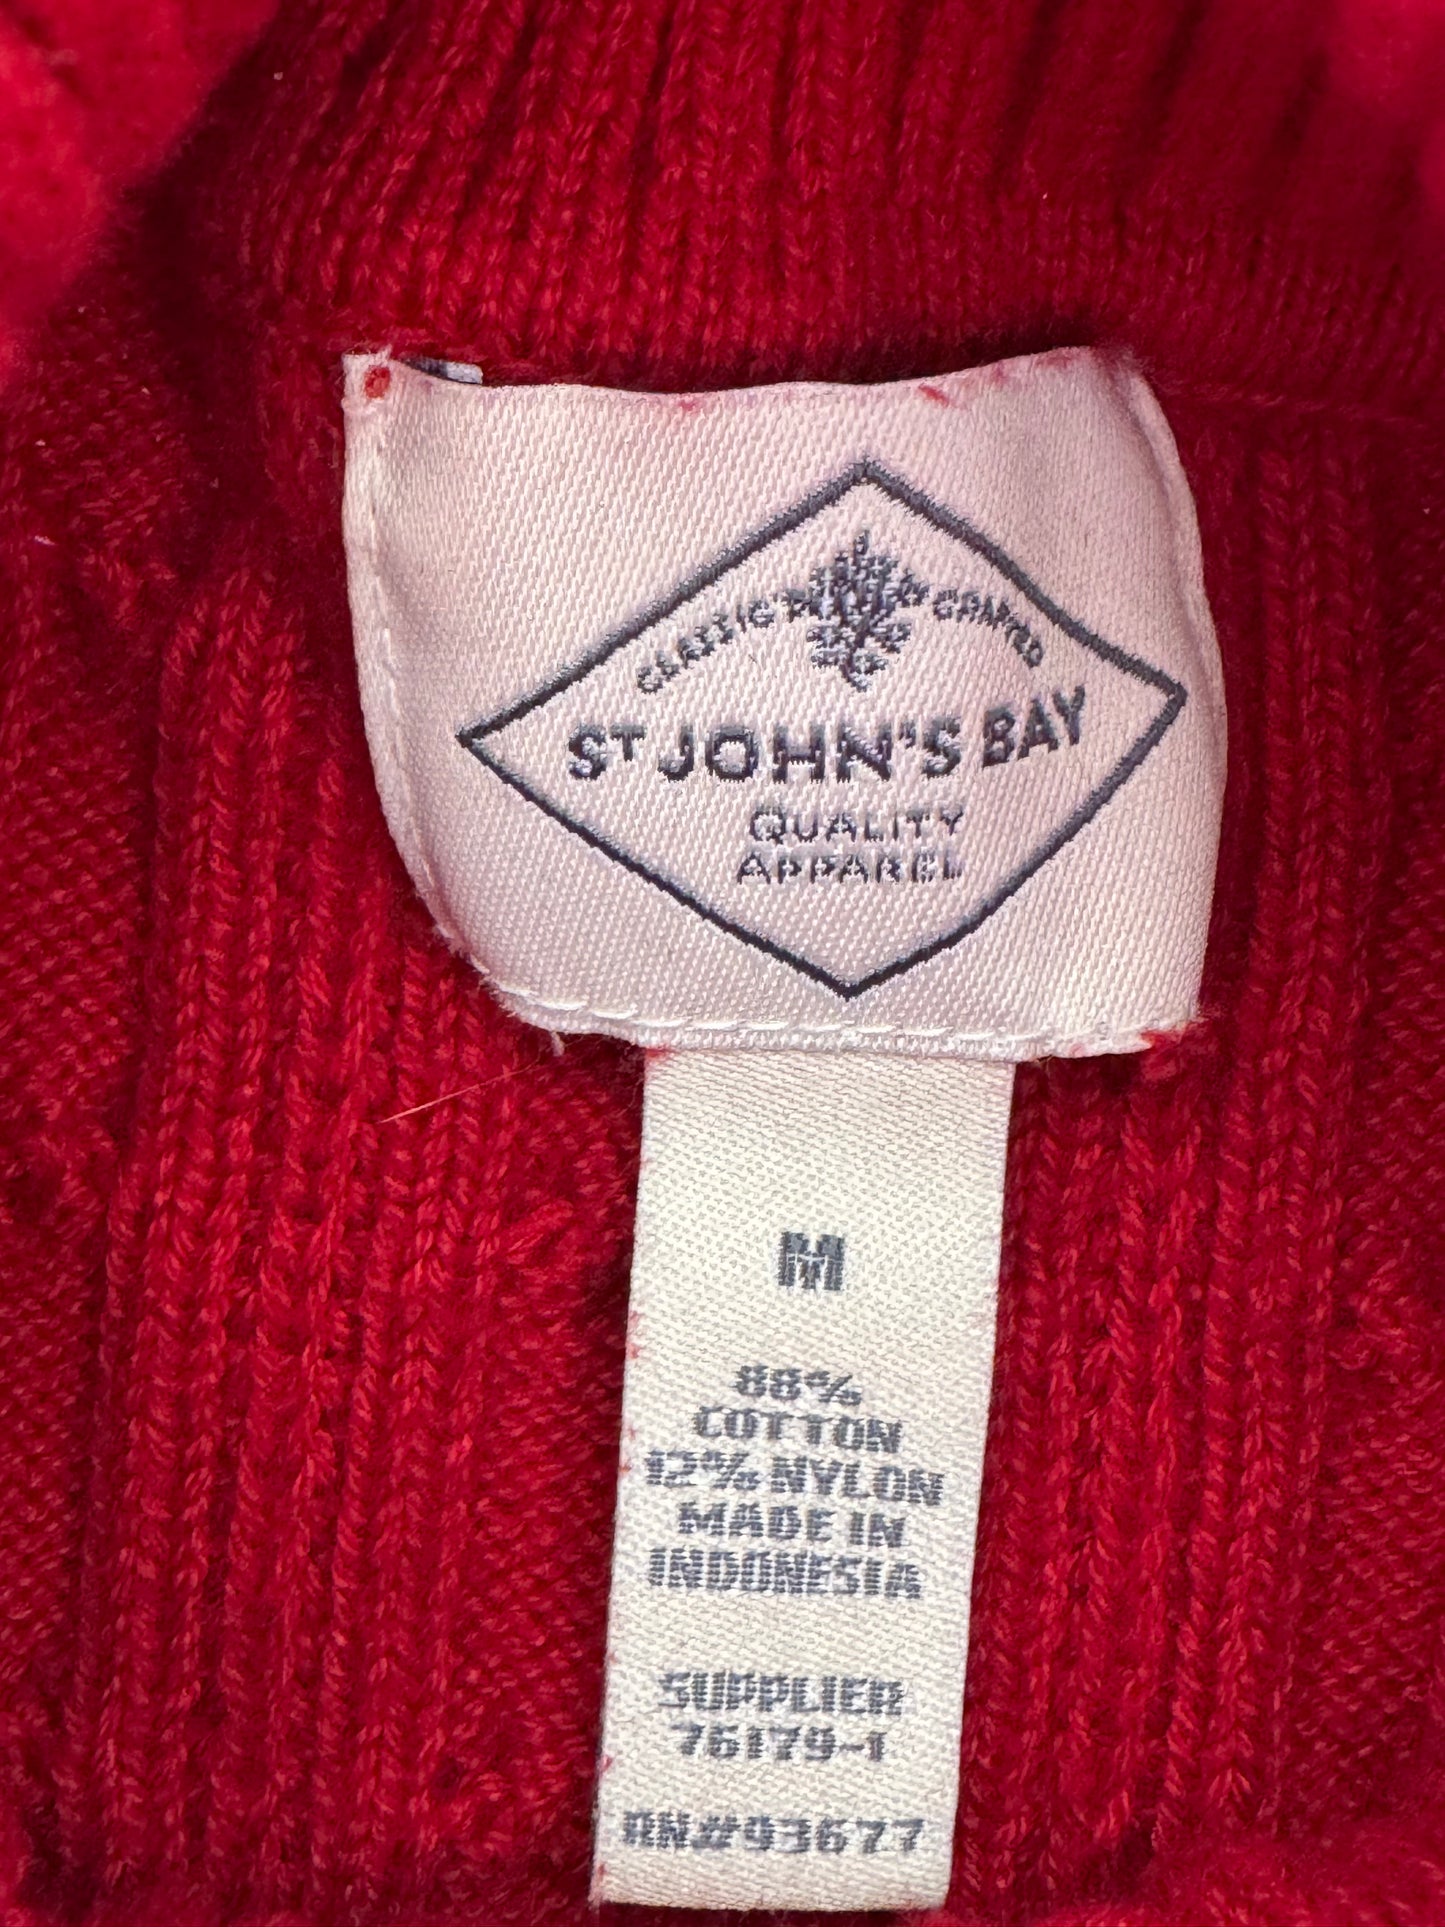 CLASSIC
CRAFTED
ST JOHN'S BAY
QUALITY
APPAREL
M
88%
COTTON
12% NYLON
MADE IN
INDONESIA
SUPPLIER
76179-1
RN#93677